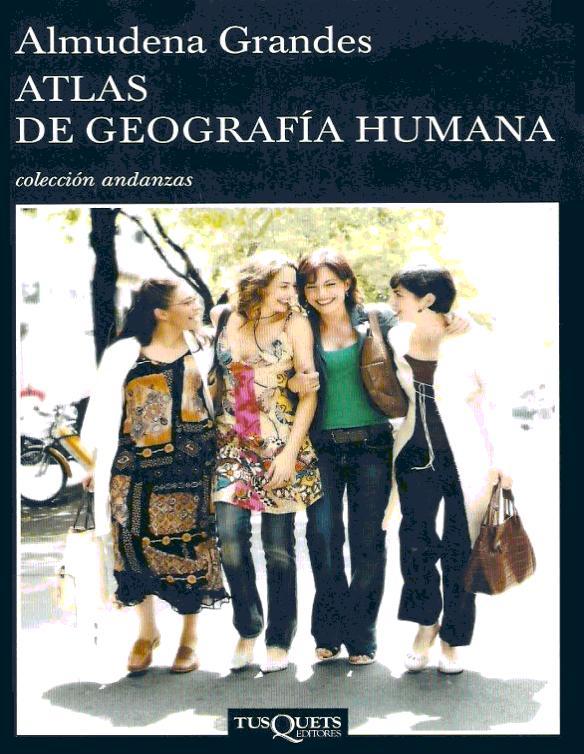 Almudena Grandes
ATLAS
DE GEOGRAFÍA HUMANA
colección andanzas
TUSQUETS
EDITORES